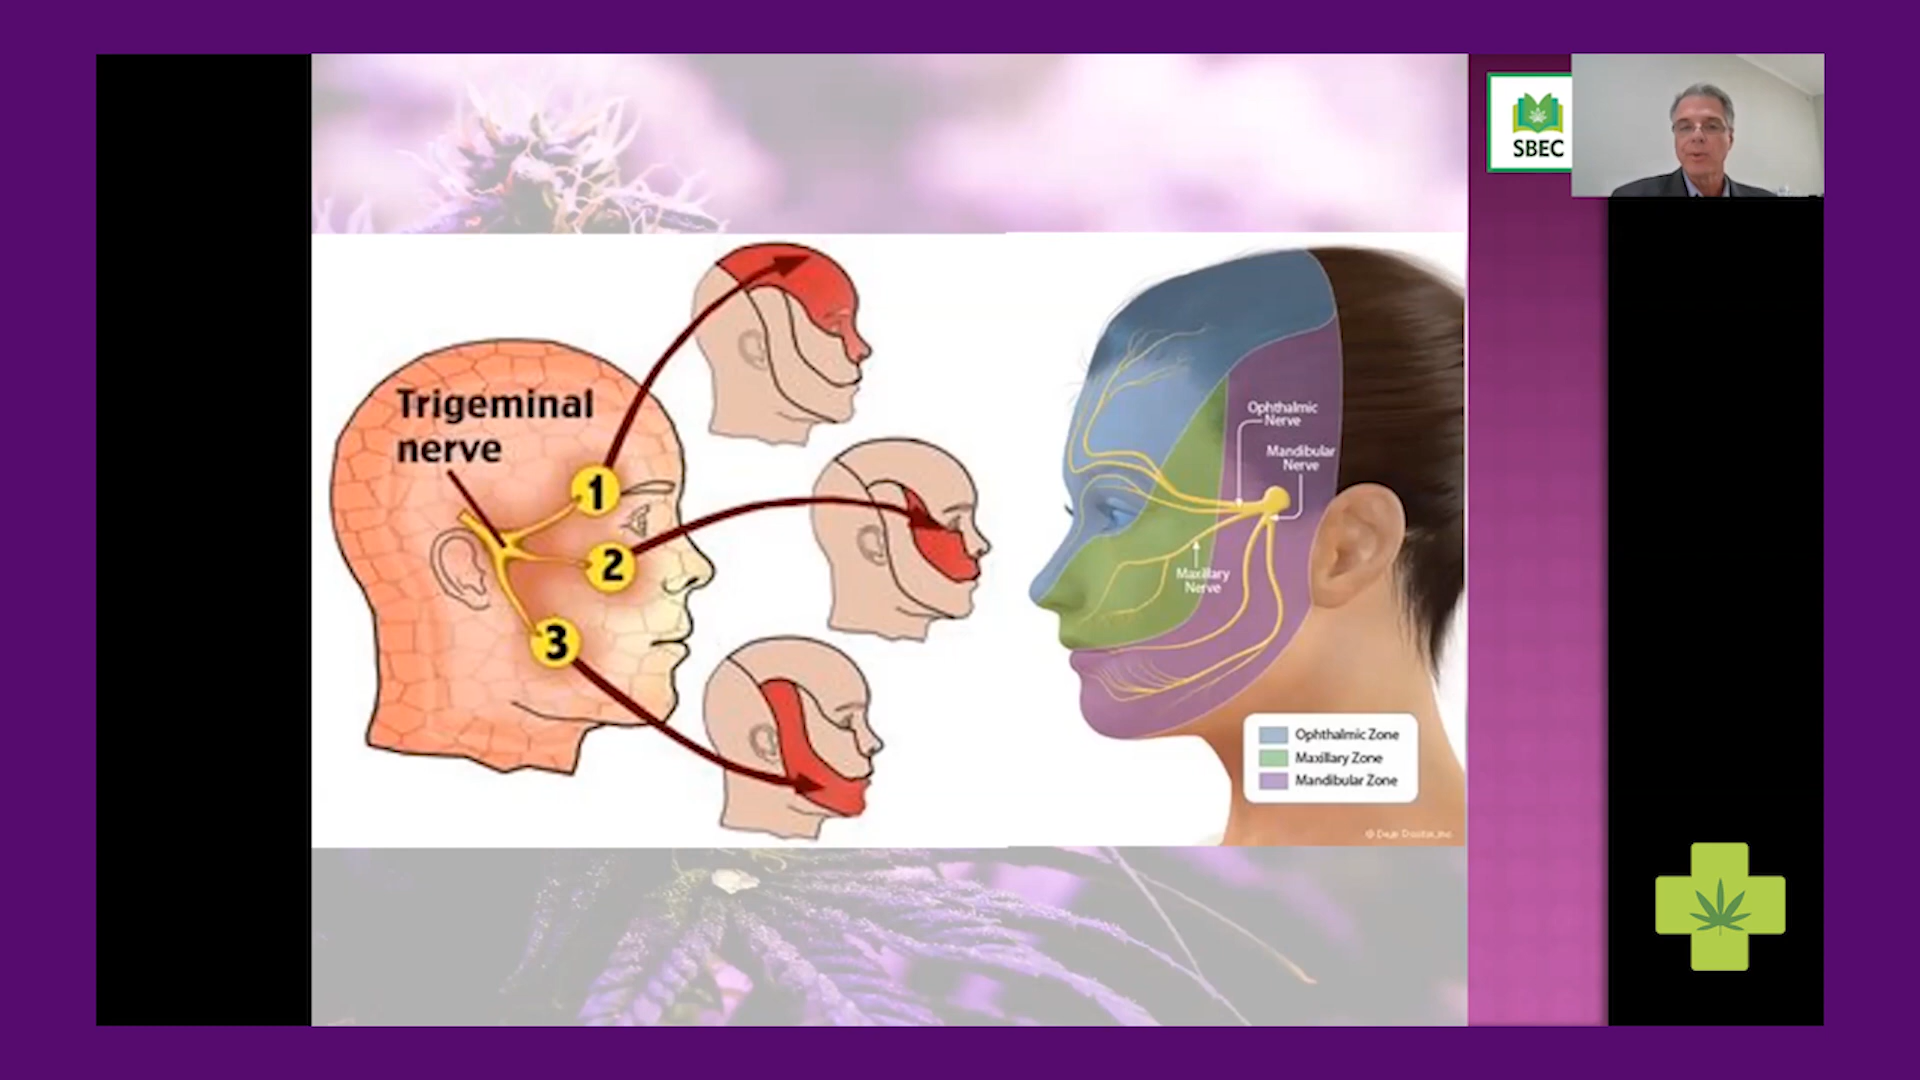 SBEC
Trigeminal
nerve
1
2
3
Ophthalmic
Nerve
Mandibular
Nerve
Maxillary
Nerve
Ophthalmic Zone
Maxillary Zone
Mandibular Zone